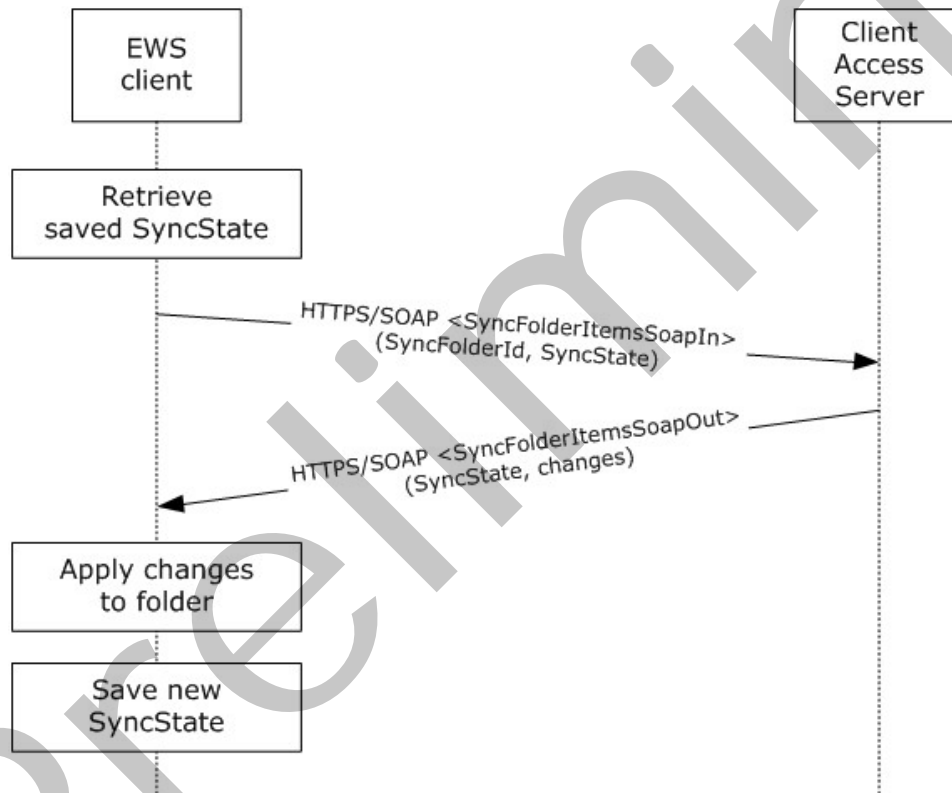 EWS
client
Client
Access
Server
Retrieve
saved SyncState
HTTPS/SOAP <SyncFolderItemsSoapIn>
(SyncFolderId, SyncState)
HTTPS/SOAP <SyncFolderItemsSoapOut>
(SyncState, changes)
Apply changes
to folder
Save new
SyncState
Prelimin